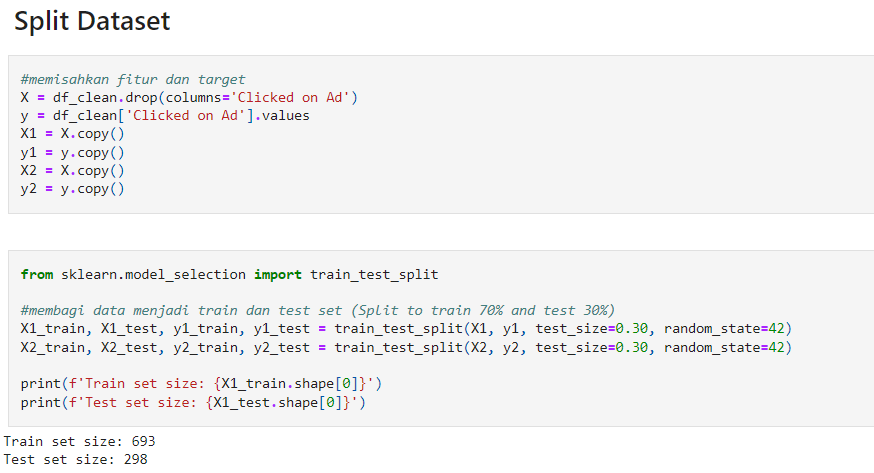 Split Dataset
#memisahkan fitur dan target
X = df_clean.drop(columns='Clicked on Ad')
y = df_clean['Clicked on Ad'].values
X1 = X.copy()
y1 = y.copy()
X2 = X.copy()
y2 = y.copy()
from sklearn.model_selection import train_test_split
#membagi data menjadi train dan test set (Split to train 70% and test 30%)
X1_train, X1_test, y1_train, y1_test = train_test_split(X1, y1, test_size=0.30, random_state=42)
X2_train, X2_test, y2_train, y2_test = train_test_split(X2, y2, test_size=0.30, random_state=42)
print(f'Train set size: {X1_train.shape[0]}')
print(f'Test set size: {X1_test.shape[0]}')
Train set size: 693
Test set size: 298